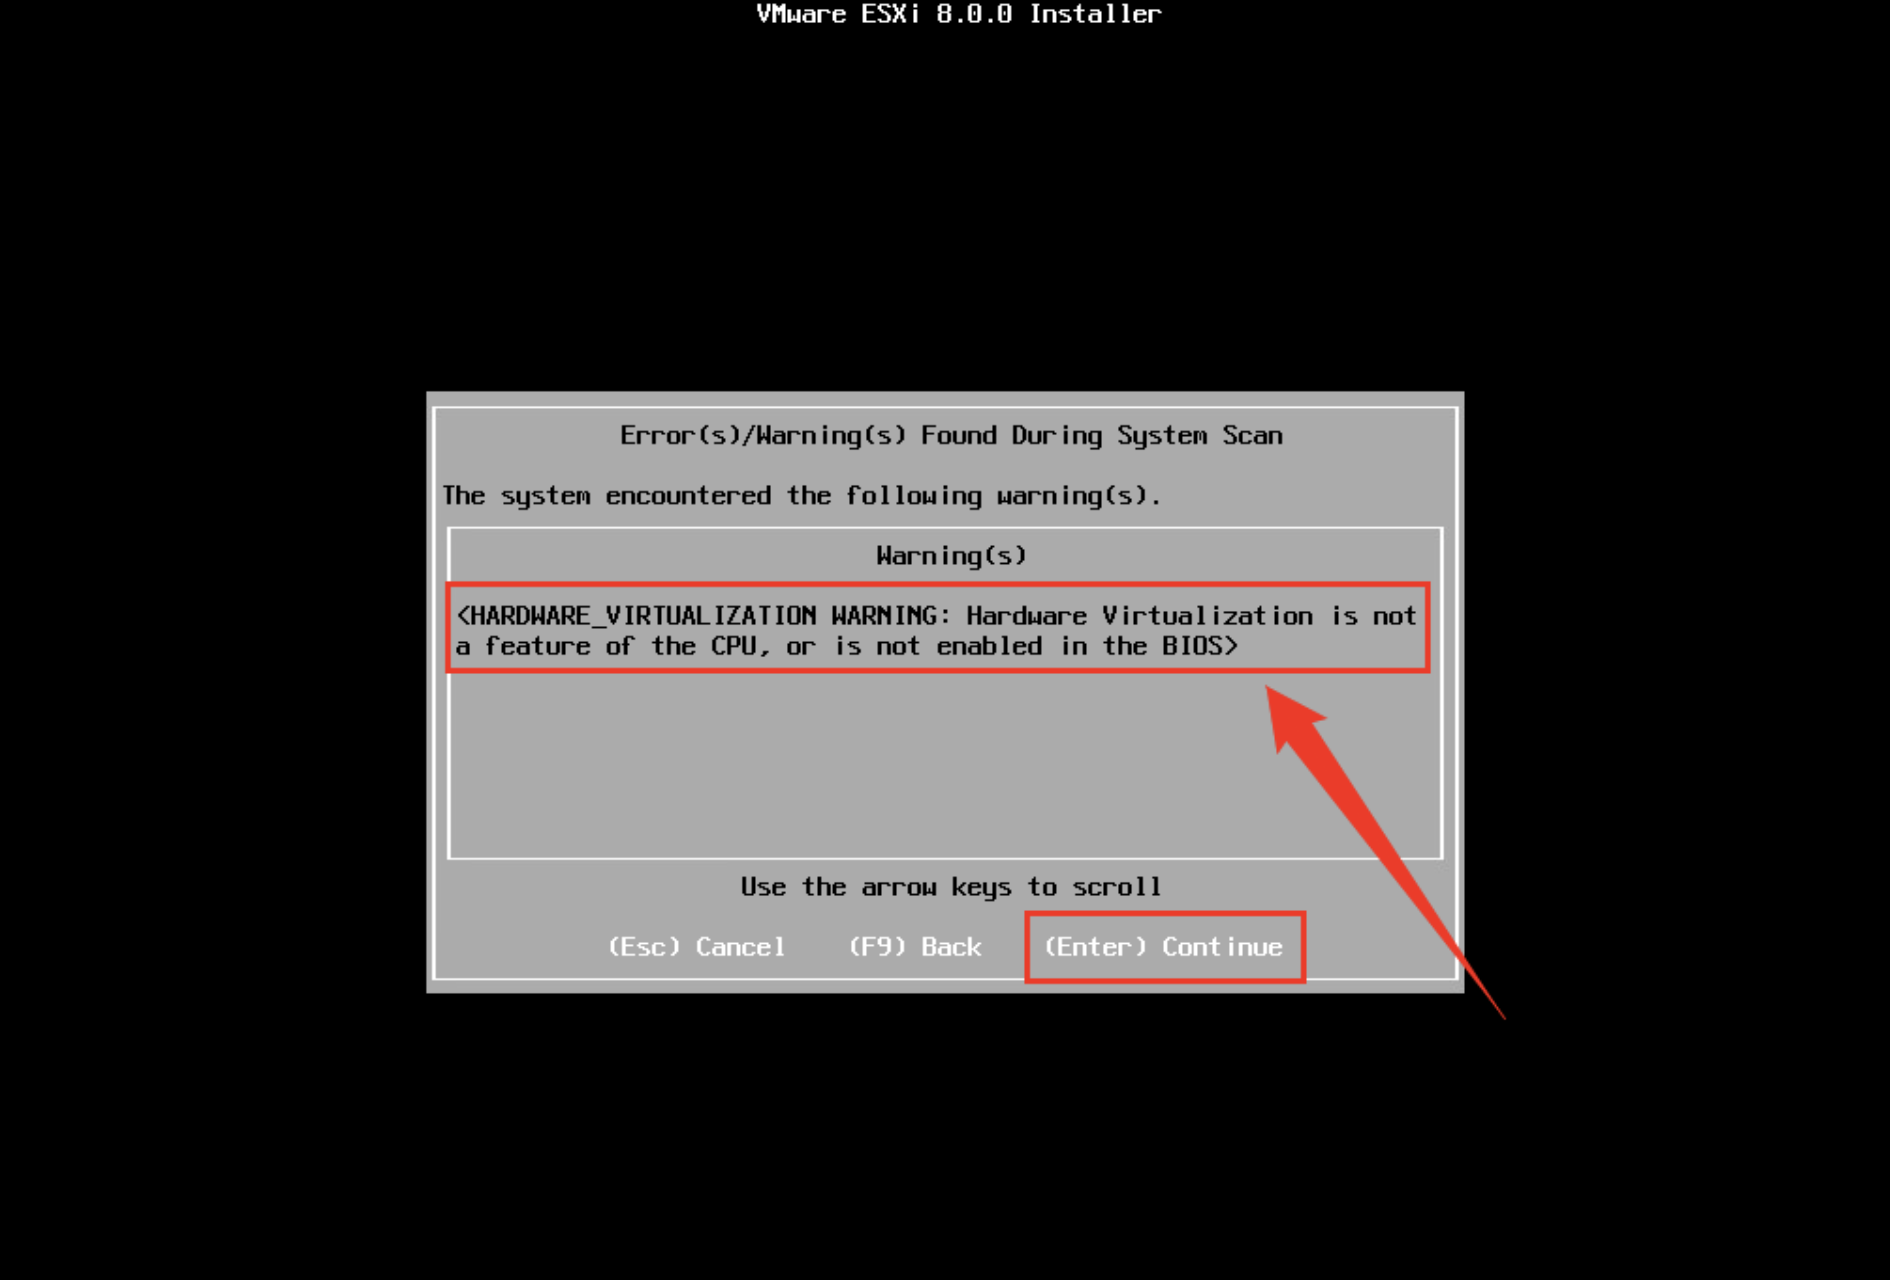 VMware ESXi 8.0.0 Installer
Error(s)/Warning(s) Found During System Scan
The system encountered the following warning(s).
Warning(s)
<HARDWARE_VIRTUALIZATION WARNING: Hardware Virtualization is not
a feature of the CPU, or is not enabled in the BIOS>
Use the arrow keys to scroll
(Esc) Cancel (F9) Back (Enter) Continue